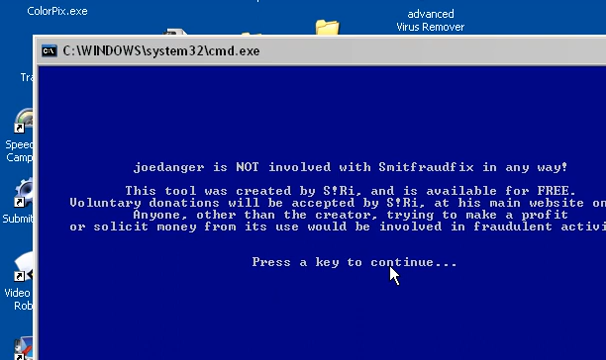 ColorPix.exe
advanced
Virus Remover
C:\WINDOWS\system32\cmd.exe
Tra
joedanger is NOT involved with Smitfraudfix in any way!
Speed
Camp
This tool was created by S!Ri, and is available for FREE.
Voluntary donations will be accepted by S!Ri, at his main website on
Anyone, other than the creator, trying to make a profit
or solicit money from its use would be involved in fraudulent activi
Submit
Press a key to continue...
Video
Rob